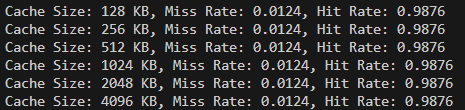 Cache Size: 128 KB, Miss Rate: 0.0124, Hit Rate: 0.9876
Cache Size: 256 KB, Miss Rate: 0.0124, Hit Rate: 0.9876
Cache Size: 512 KB, Miss Rate: 0.0124, Hit Rate: 0.9876
Cache Size: 1024 KB, Miss Rate: 0.0124, Hit Rate: 0.9876
Cache Size: 2048 KB, Miss Rate: 0.0124, Hit Rate: 0.9876
Cache Size: 4096 KB, Miss Rate: 0.0124, Hit Rate: 0.9876